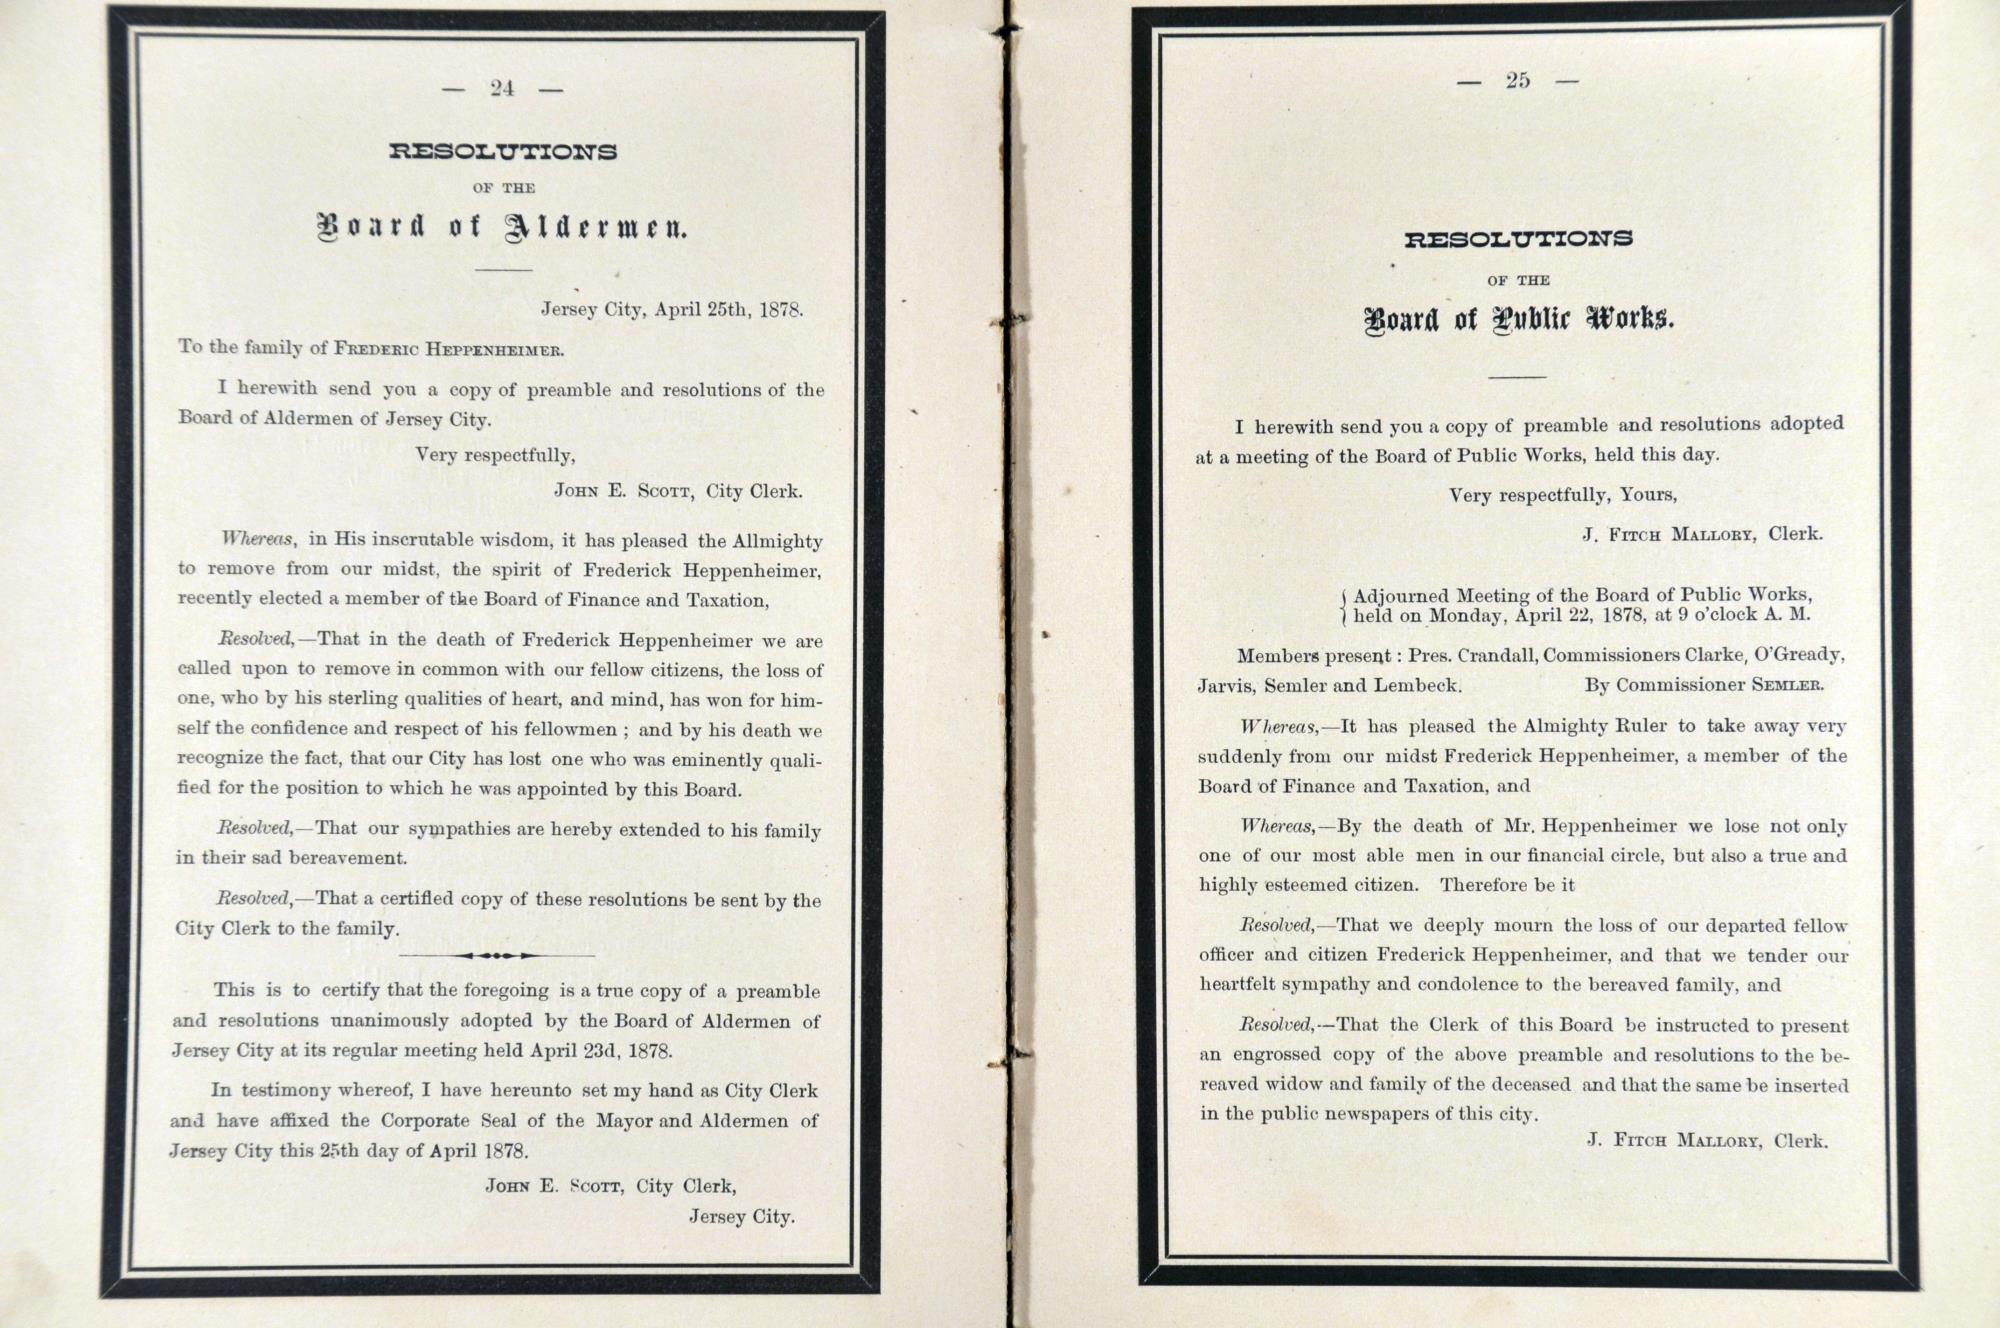 — 24 —
RESOLUTIONS
OF THE
Board of Aldermen.
Jersey City, April 25th, 1878.
To the family of FREDERIC HEPPENHEIMER.
I herewith send you a copy of preamble and resolutions of the
Board of Aldermen of Jersey City.
Very respectfully,
JOHN E. SCOTT, City Clerk.
Whereas, in His inscrutable wisdom, it has pleased the Allmighty
to remove from our midst, the spirit of Frederick Heppenheimer,
recently elected a member of the Board of Finance and Taxation,
Resolved,—That in the death of Frederick Heppenheimer we are
called upon to remove in common with our fellow citizens, the loss of
one, who by his sterling qualities of heart, and mind, has won for him-
self the confidence and respect of his fellowmen ; and by his death we
recognize the fact, that our City has lost one who was eminently quali-
fied for the position to which he was appointed by this Board.
Resolved,—That our sympathies are hereby extended to his family
in their sad bereavement.
Resolved,—That a certified copy of these resolutions be sent by the
City Clerk to the family.
This is to certify that the foregoing is a true copy of a preamble
and resolutions unanimously adopted by the Board of Aldermen of
Jersey City at its regular meeting held April 23d, 1878.
In testimony whereof, I have hereunto set my hand as City Clerk
and have affixed the Corporate Seal of the Mayor and Aldermen of
Jersey City this 25th day of April 1878.
JOHN E. SCOTT, City Clerk,
Jersey City.
— 25 —
RESOLUTIONS
OF THE
Board of Public Works.
I herewith send you a copy of preamble and resolutions adopted
at a meeting of the Board of Public Works, held this day.
Very respectfully, Yours,
J. FITCH MALLORY, Clerk.
Adjourned Meeting of the Board of Public Works,
held on Monday, April 22, 1878, at 9 o'clock A. M.
Members present : Pres. Crandall, Commissioners Clarke, O'Gready,
Jarvis, Semler and Lembeck. By Commissioner SEMLER.
Whereas,—It has pleased the Almighty Ruler to take away very
suddenly from our midst Frederick Heppenheimer, a member of the
Board of Finance and Taxation, and
Whereas,—By the death of Mr. Heppenheimer we lose not only
one of our most able men in our financial circle, but also a true and
highly esteemed citizen. Therefore be it
Resolved,—That we deeply mourn the loss of our departed fellow
officer and citizen Frederick Heppenheimer, and that we tender our
heartfelt sympathy and condolence to the bereaved family, and
Resolved,—That the Clerk of this Board be instructed to present
an engrossed copy of the above preamble and resolutions to the be-
reaved widow and family of the deceased and that the same be inserted
in the public newspapers of this city.
J. FITCH MALLORY, Clerk.